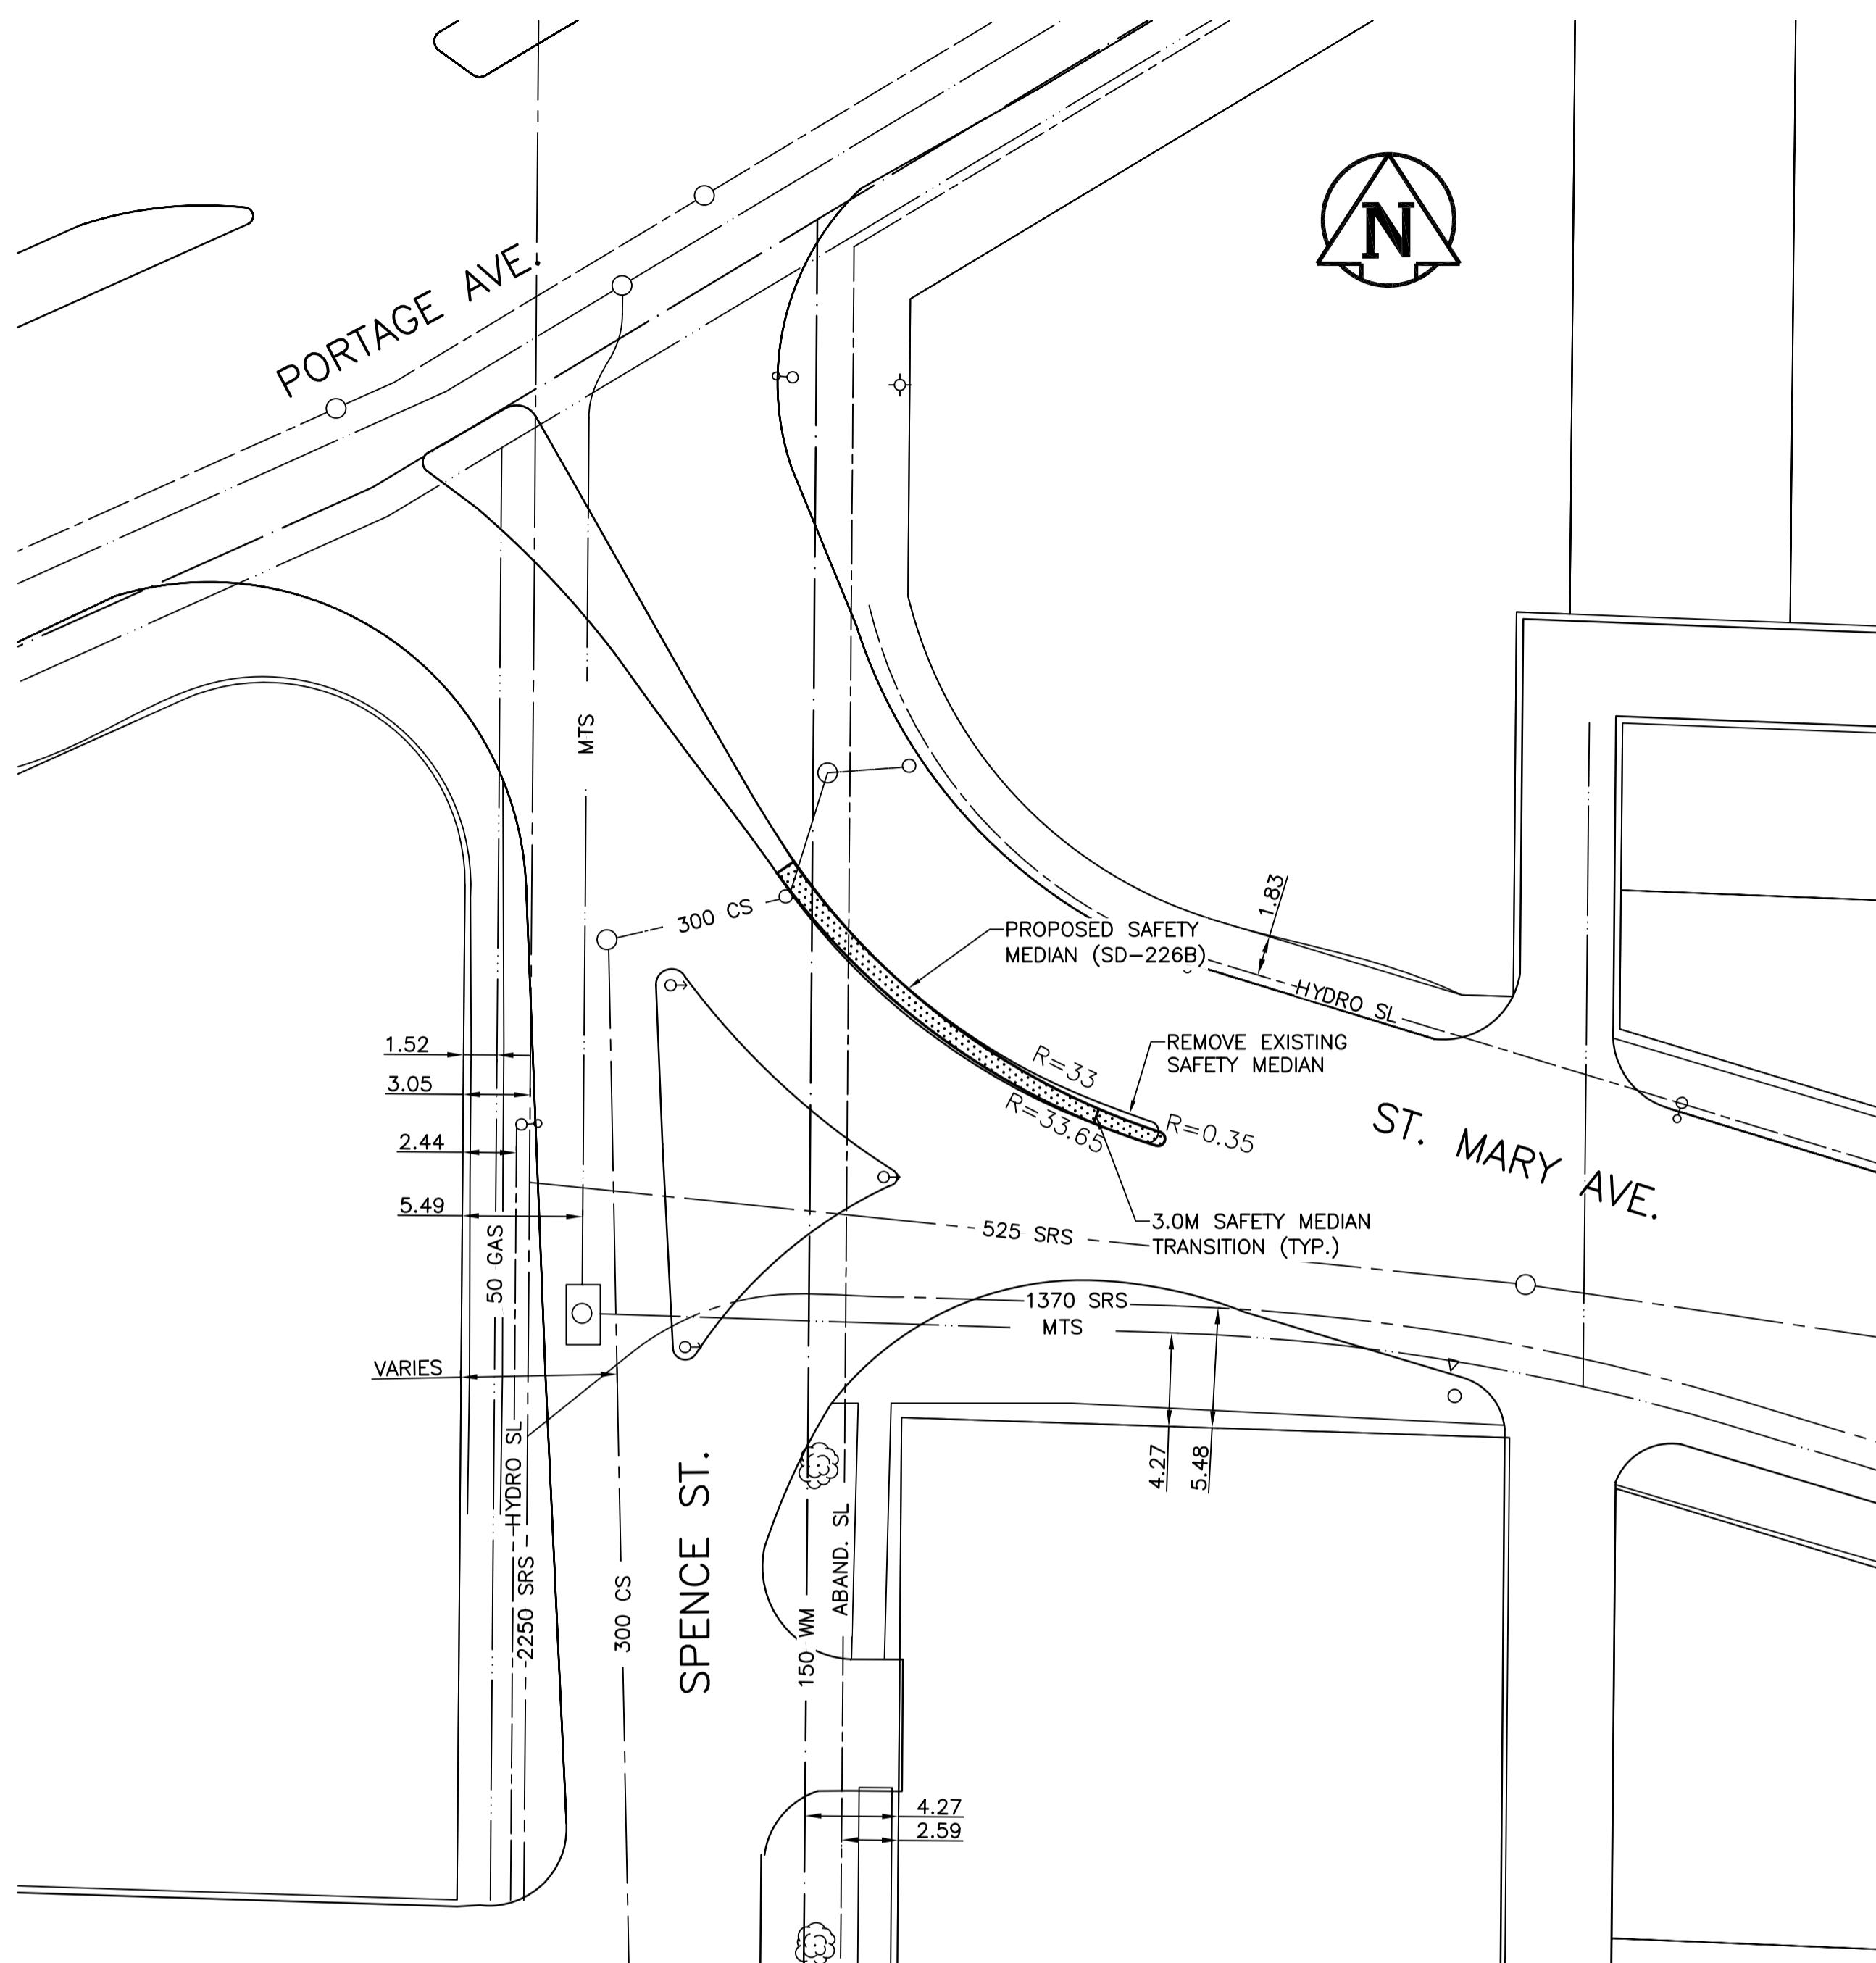 N
PORTAGE AVE.
MTS
300 CS
1.83
PROPOSED SAFETY
MEDIAN (SD-226B)
HYDRO SL
REMOVE EXISTING
SAFETY MEDIAN
R=33
R=33.65
R=0.35
ST. MARY AVE.
1.52
3.05
2.44
5.49
50 GAS
525 SRS
3.0M SAFETY MEDIAN
TRANSITION (TYP.)
1370 SRS
MTS
VARIES
HYDRO SL
2250 SRS
300 CS
SPENCE ST.
150 WM
ABAND. SL
4.27
5.48
4.27
2.59